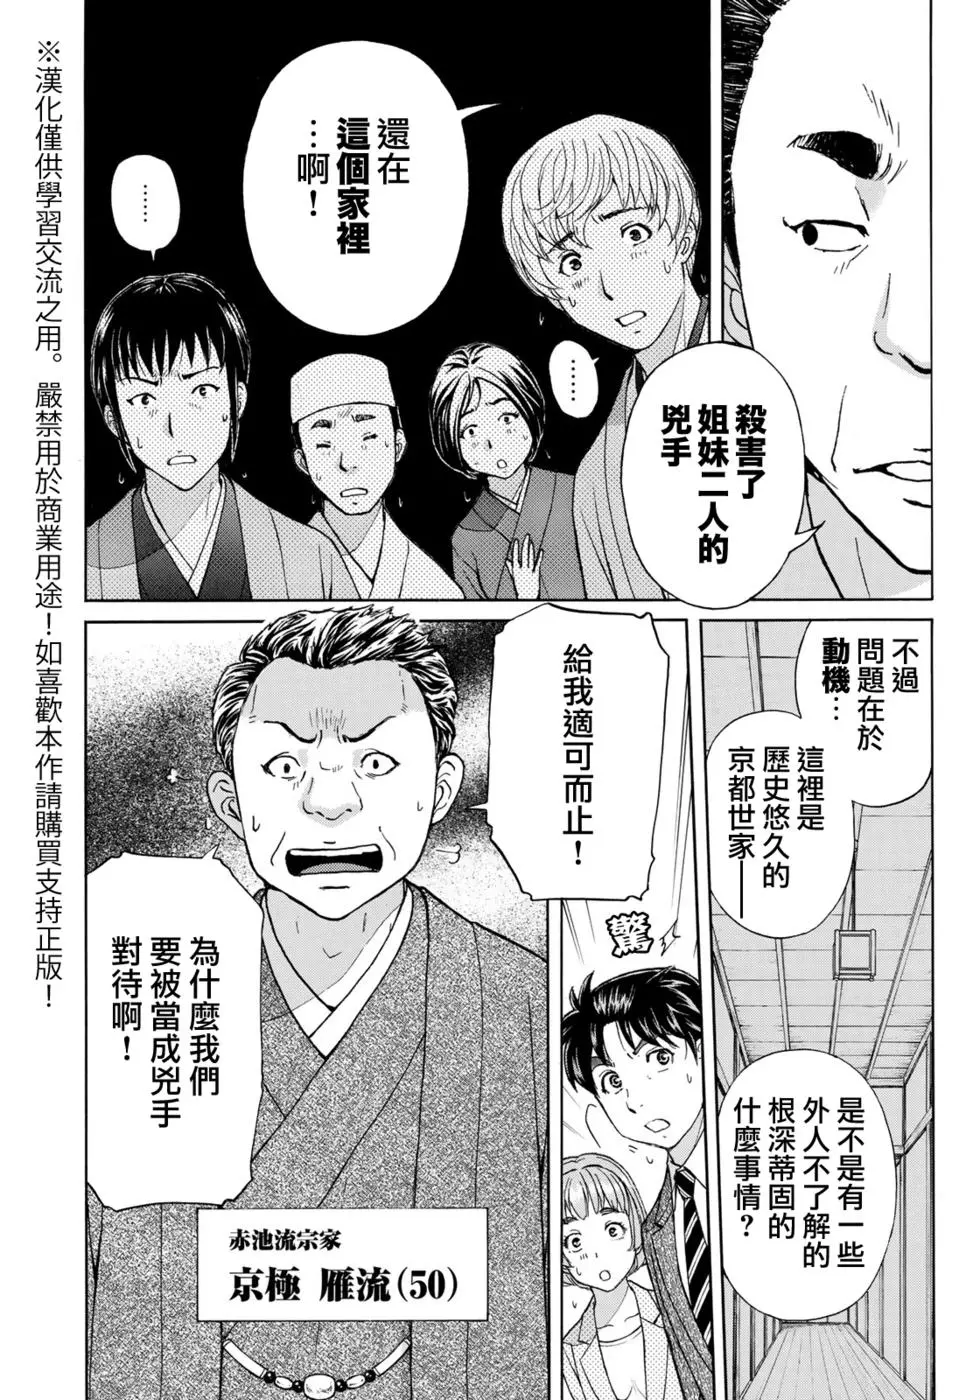 殺害了
姐妹二人的
兇手
還在
這個家裡
…啊！
……
……
不過
問題在於
動機…
這裡是
歷史悠久的
京都世家──
是不是有一些
外人不了解的
根深蒂固的
什麼事情？
給我適可而止！
驚
為什麼我們
要被當成兇手
對待啊！
赤池流宗家
京極 雁流(50)
※漢化僅供學習交流之用。嚴禁用於商業用途！如喜歡本作請購買支持正版！